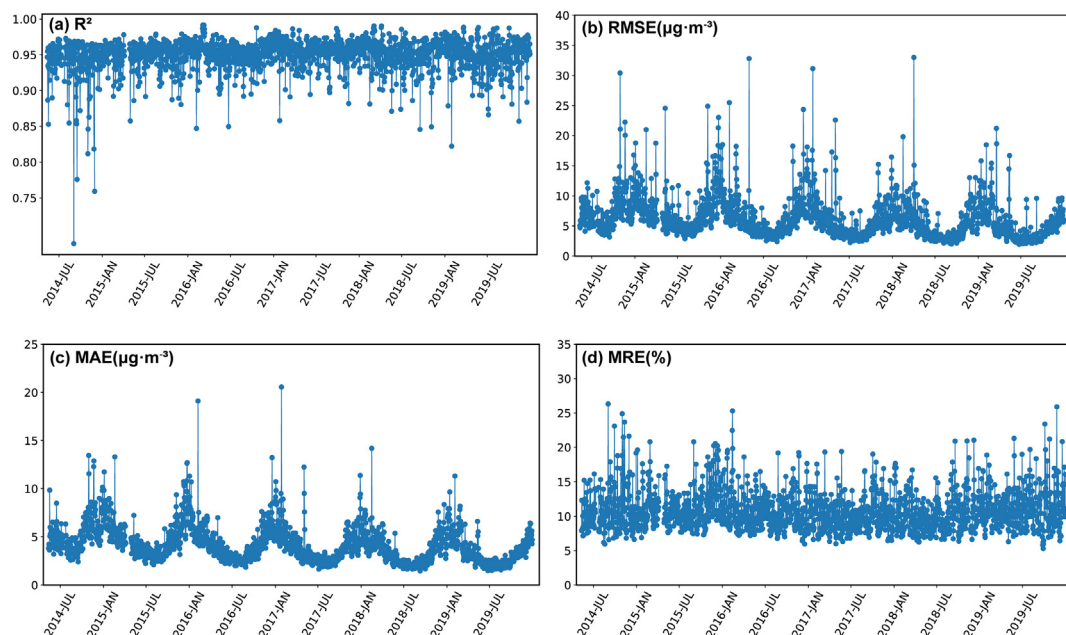 (a) R²
1.00
0.95
0.90
0.85
0.80
0.75
2014-JUL
2015-JAN
2015-JUL
2016-JAN
2016-JUL
2017-JAN
2017-JUL
2018-JAN
2018-JUL
2019-JAN
2019-JUL
(b) RMSE(µg·m⁻³)
40
35
30
25
20
15
10
5
0
2014-JUL
2015-JAN
2015-JUL
2016-JAN
2016-JUL
2017-JAN
2017-JUL
2018-JAN
2018-JUL
2019-JAN
2019-JUL
(c) MAE(µg·m⁻³)
25
20
15
10
5
0
2014-JUL
2015-JAN
2015-JUL
2016-JAN
2016-JUL
2017-JAN
2017-JUL
2018-JAN
2018-JUL
2019-JAN
2019-JUL
(d) MRE(%)
35
30
25
20
15
10
5
0
2014-JUL
2015-JAN
2015-JUL
2016-JAN
2016-JUL
2017-JAN
2017-JUL
2018-JAN
2018-JUL
2019-JAN
2019-JUL